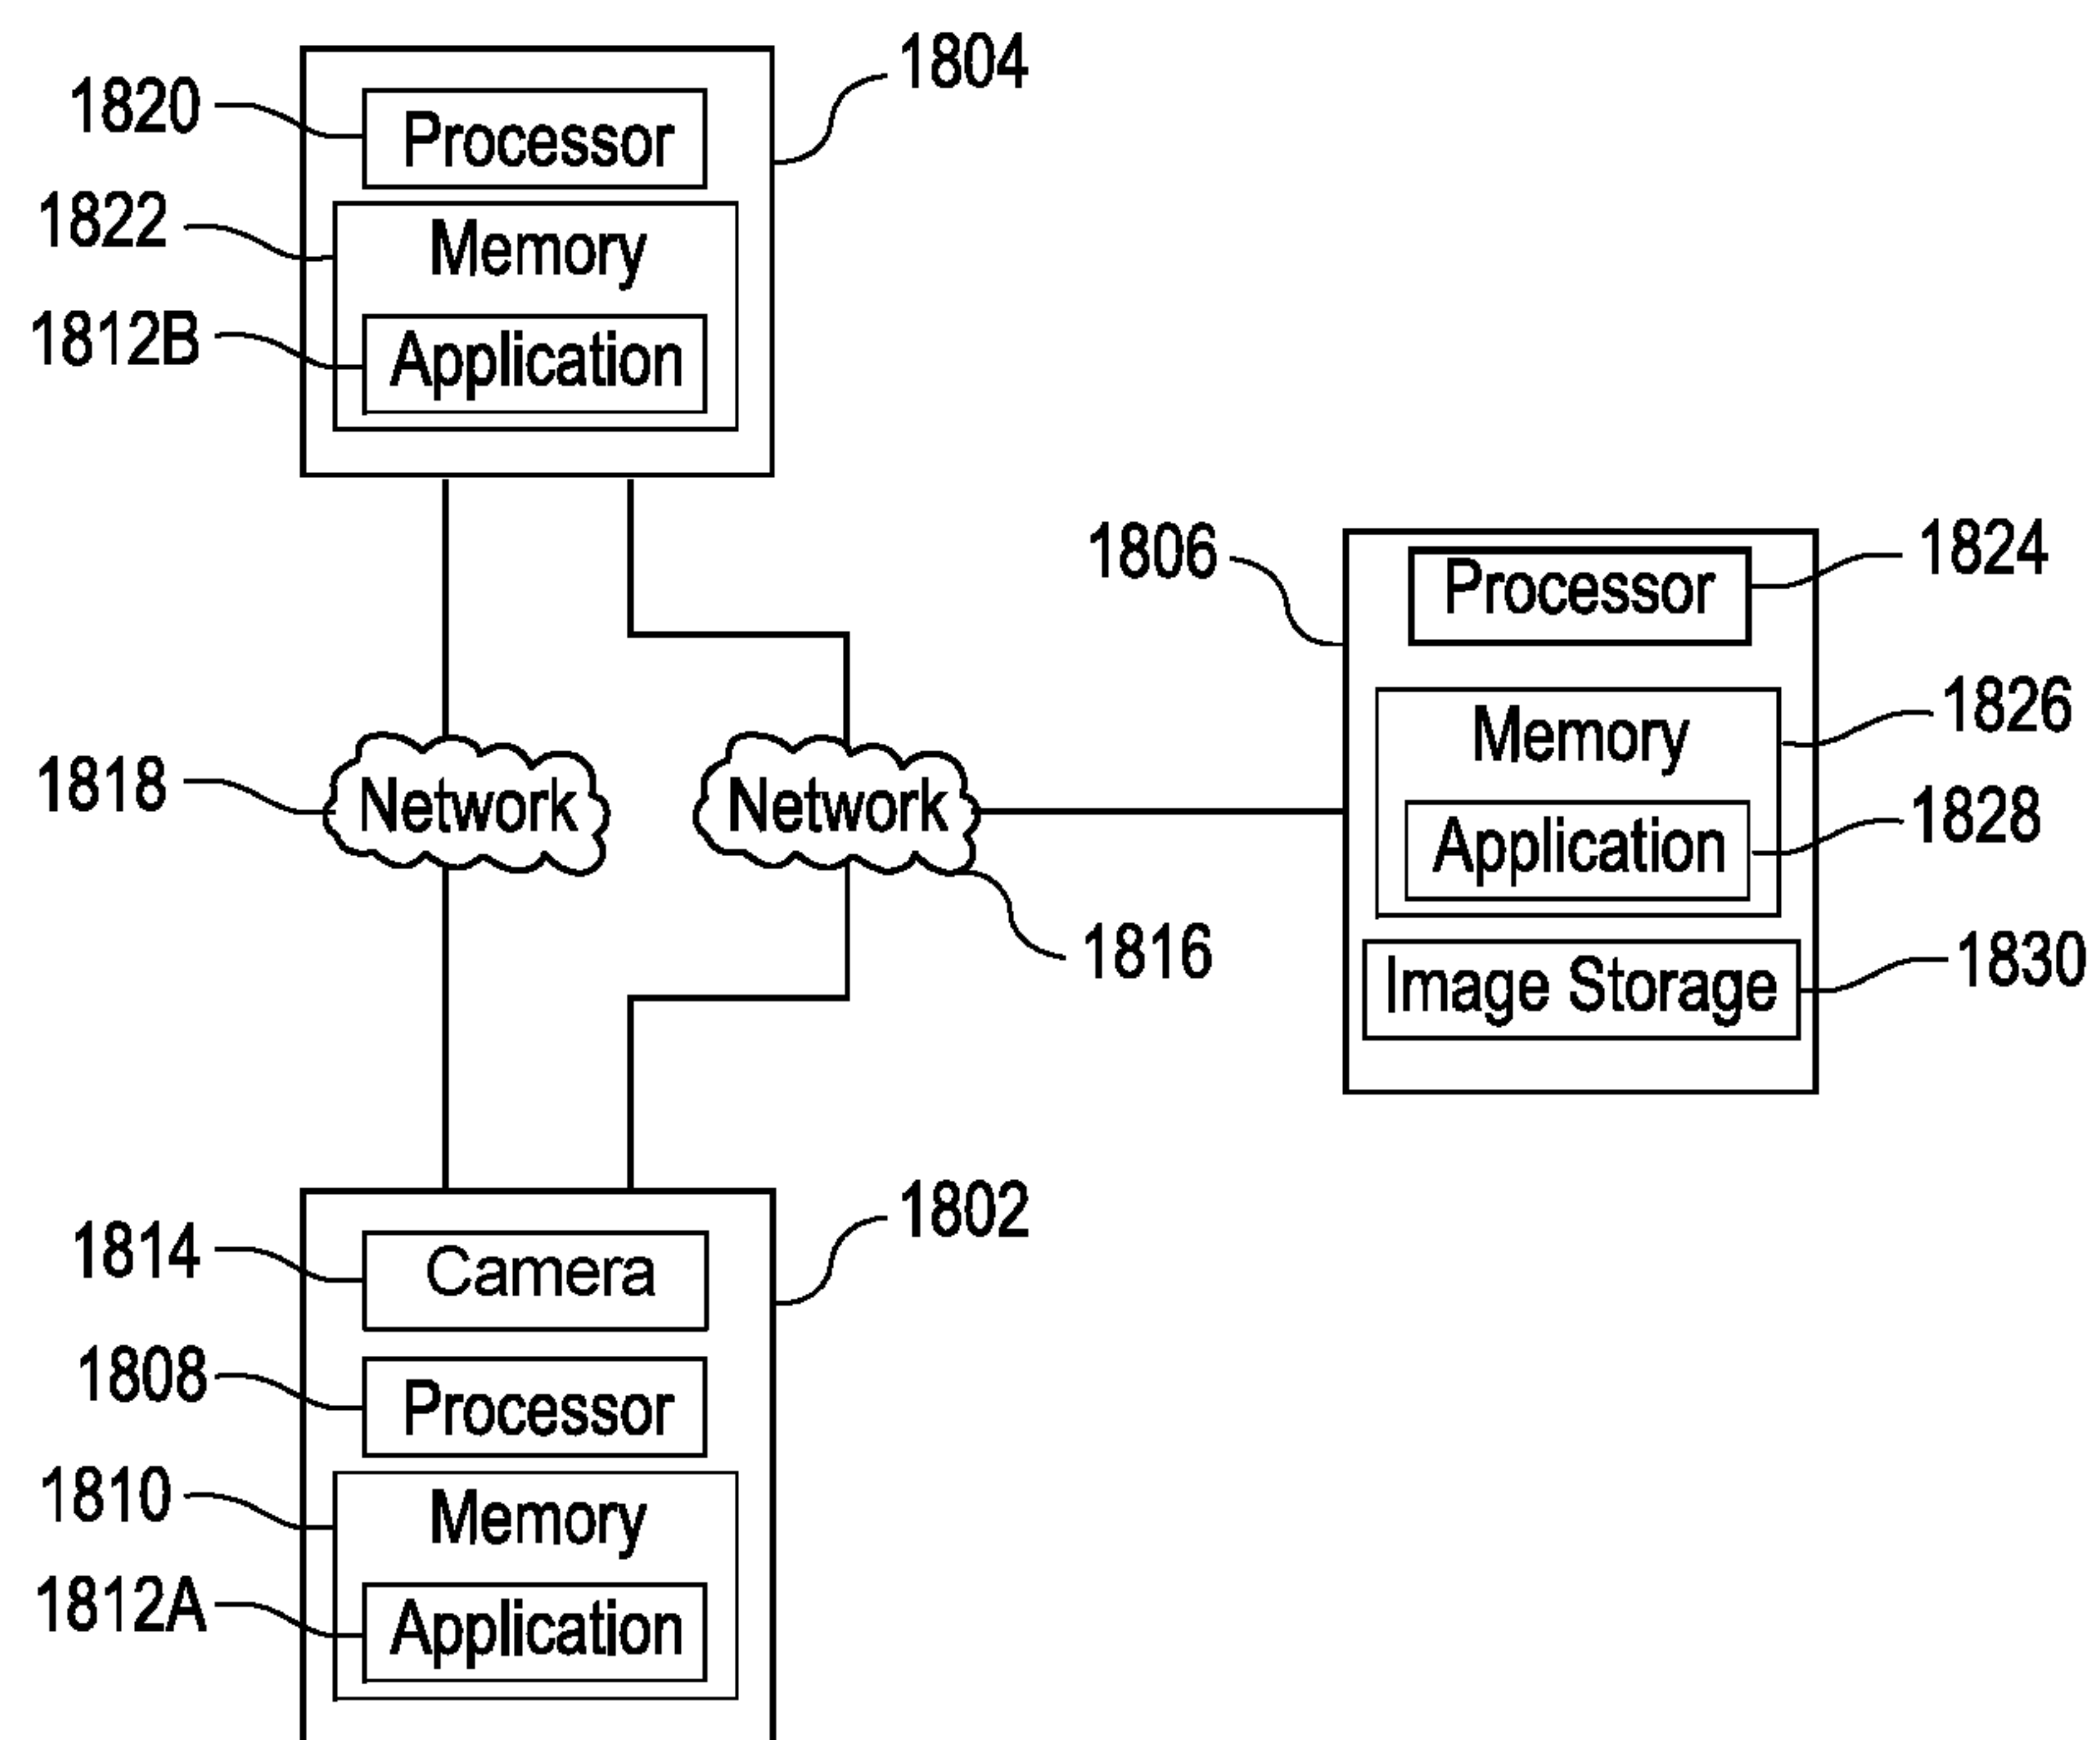 1804
1820
Processor
1822
Memory
1812B
Application
1806
Processor
1824
Memory
1826
1818
Network
Network
Application
1828
1816
Image Storage
1830
1802
1814
Camera
1808
Processor
1810
Memory
1812A
Application